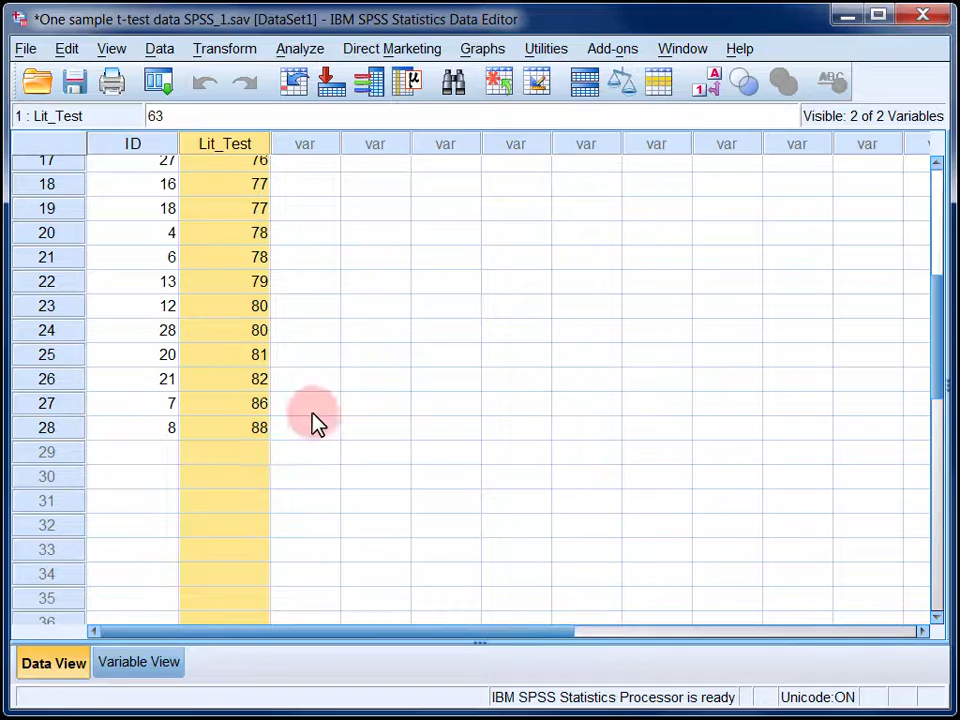 *One sample t-test data SPSS_1.sav [DataSet1] - IBM SPSS Statistics Data Editor
File Edit View Data Transform Analyze Direct Marketing Graphs Utilities Add-ons Window Help
1 : Lit_Test 63 Visible: 2 of 2 Variables
ID Lit_Test var var var var var var var var var
17 27 76
18 16 77
19 18 77
20 4 78
21 6 78
22 13 79
23 12 80
24 28 80
25 20 81
26 21 82
27 7 86
28 8 88
29
30
31
32
33
34
35
36
Data View Variable View
IBM SPSS Statistics Processor is ready Unicode:ON